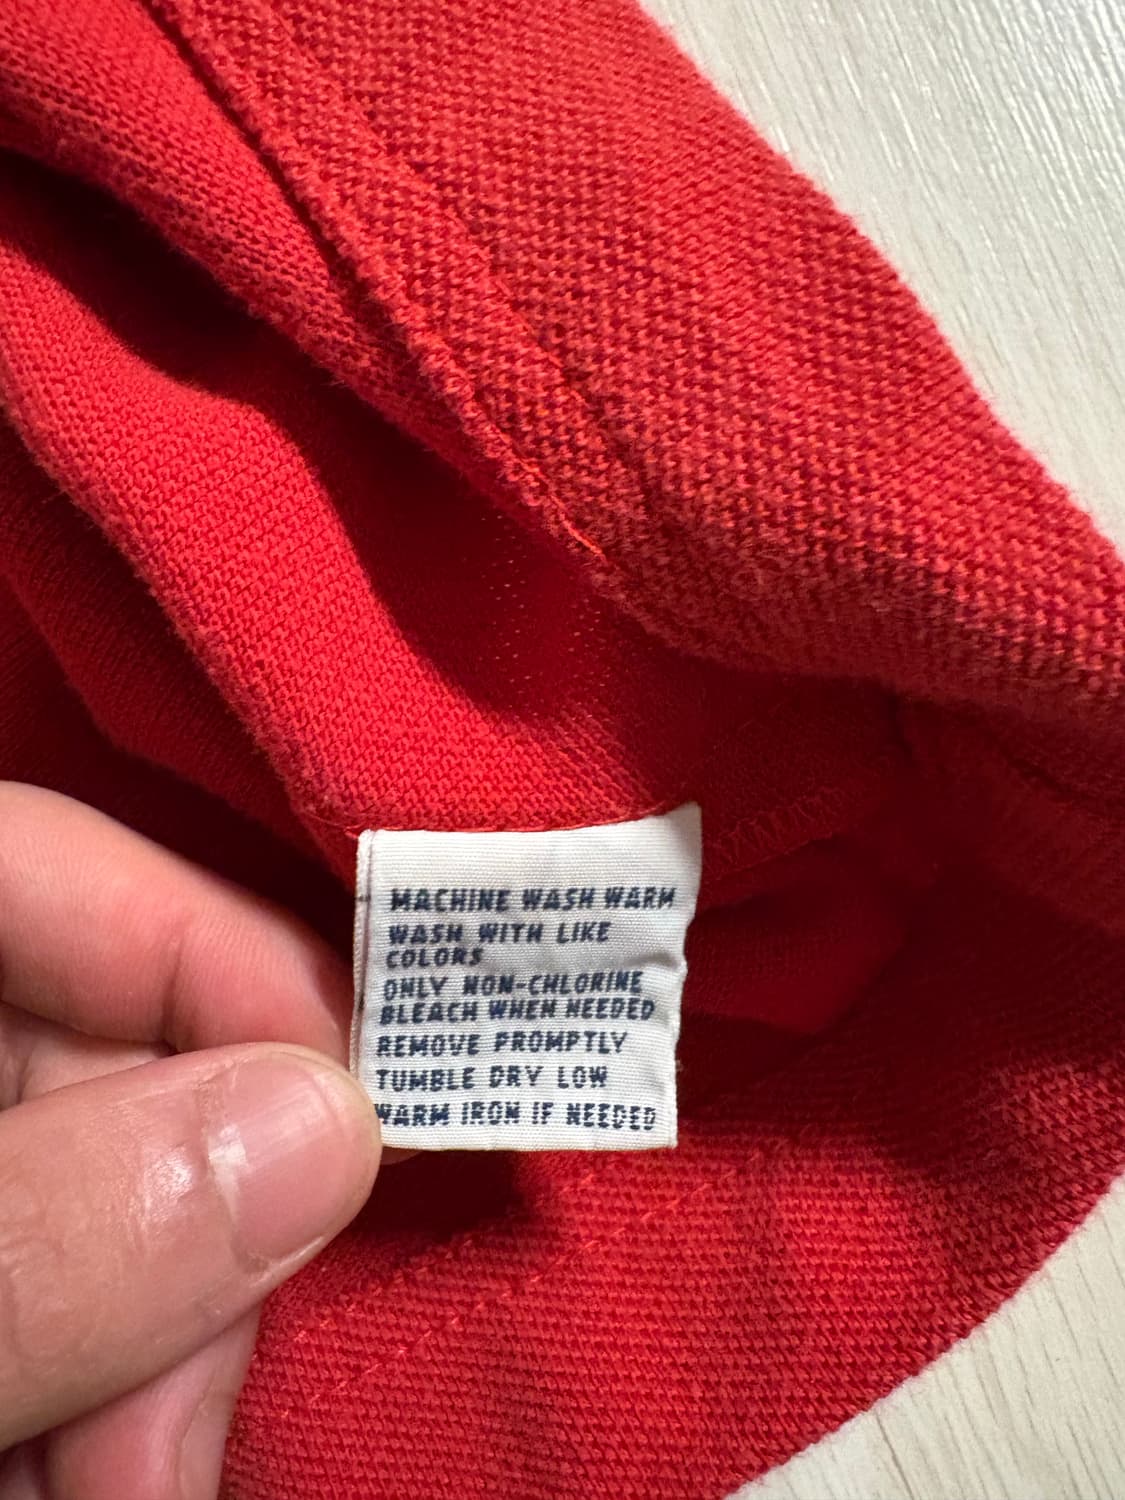 MACHINE WASH WARM
WASH WITH LIKE
COLORS
ONLY NON-CHLORINE
BLEACH WHEN NEEDED
REMOVE PROMPTLY
TUMBLE DRY LOW
WARM IRON IF NEEDED